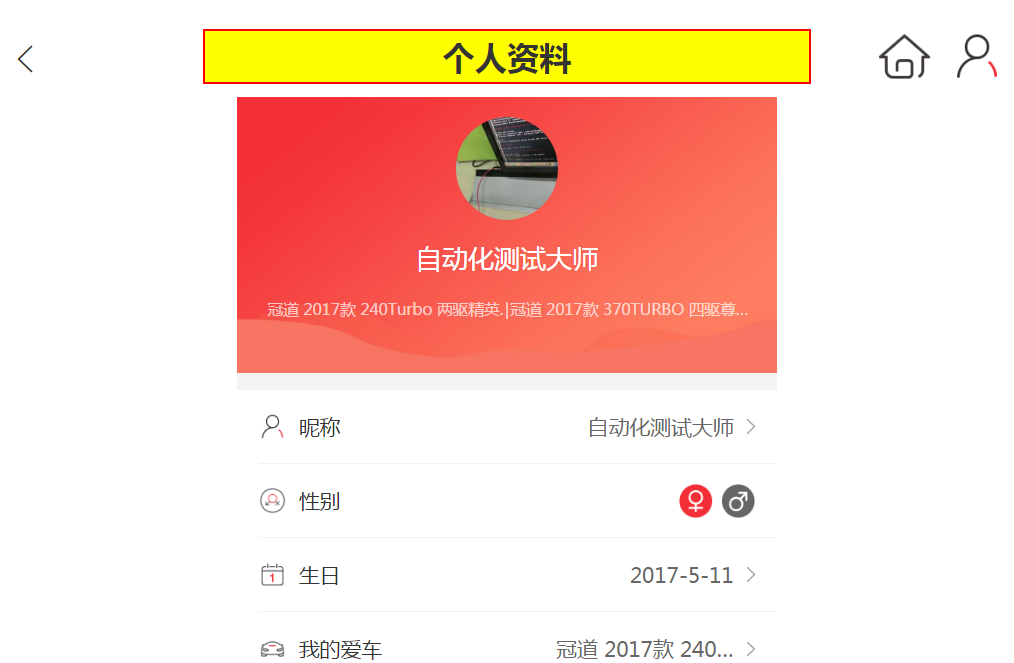 个人资料
自动化测试大师
冠道 2017款 240Turbo 两驱精英.|冠道 2017款 370TURBO 四驱尊...
昵称 自动化测试大师
性别
1 生日 2017-5-11
我的爱车 冠道 2017款 240...